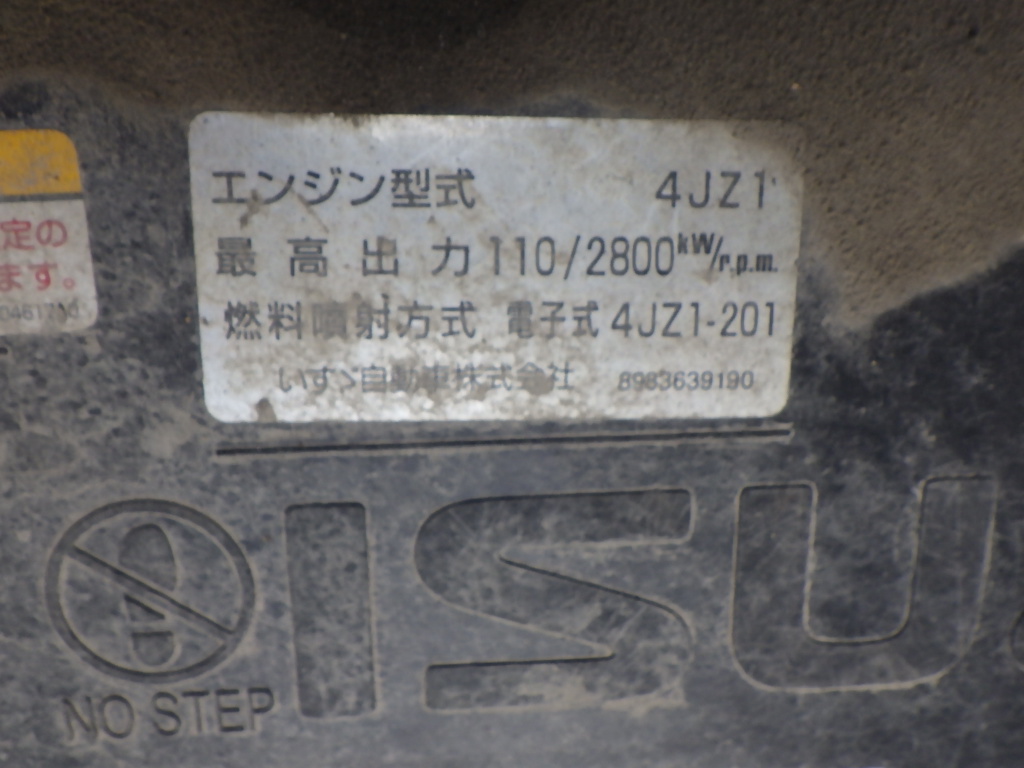 エンジン型式 4JZ1
最高出力 110/2800kW/r.p.m.
燃料噴射方式 電子式 4JZ1-201
いすゞ自動車株式会社 8983639190
定の
ます。
NO STEP
ISU